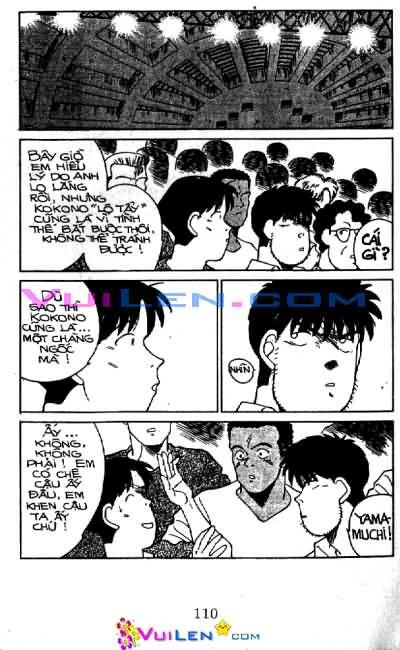 BÂY GIỜ
EM HIỂU
LÝ DO ANH
LO LẮNG
RỒI, NHƯNG
KOKONO "LỘ TẨY"
CŨNG LÀ VÌ TÌNH
THẾ BẮT BUỘC THÔI,
KHÔNG THỂ TRÁNH
ĐƯỢC!
CÁI
GÌ?
DÙ
SAO THÌ
KOKONO
CŨNG LÀ...
MỘT CHÀNG
NGỐC
MÀ!
NHÌN
VUILEN.COM
ẤY...
KHÔNG,
KHÔNG
PHẢI! EM
CÓ CHÊ
CẬU ẤY
ĐÂU, EM
KHEN CẬU
TA ẤY
CHỨ!
YAMA-
MUCHI!
110
VUILEN.COM